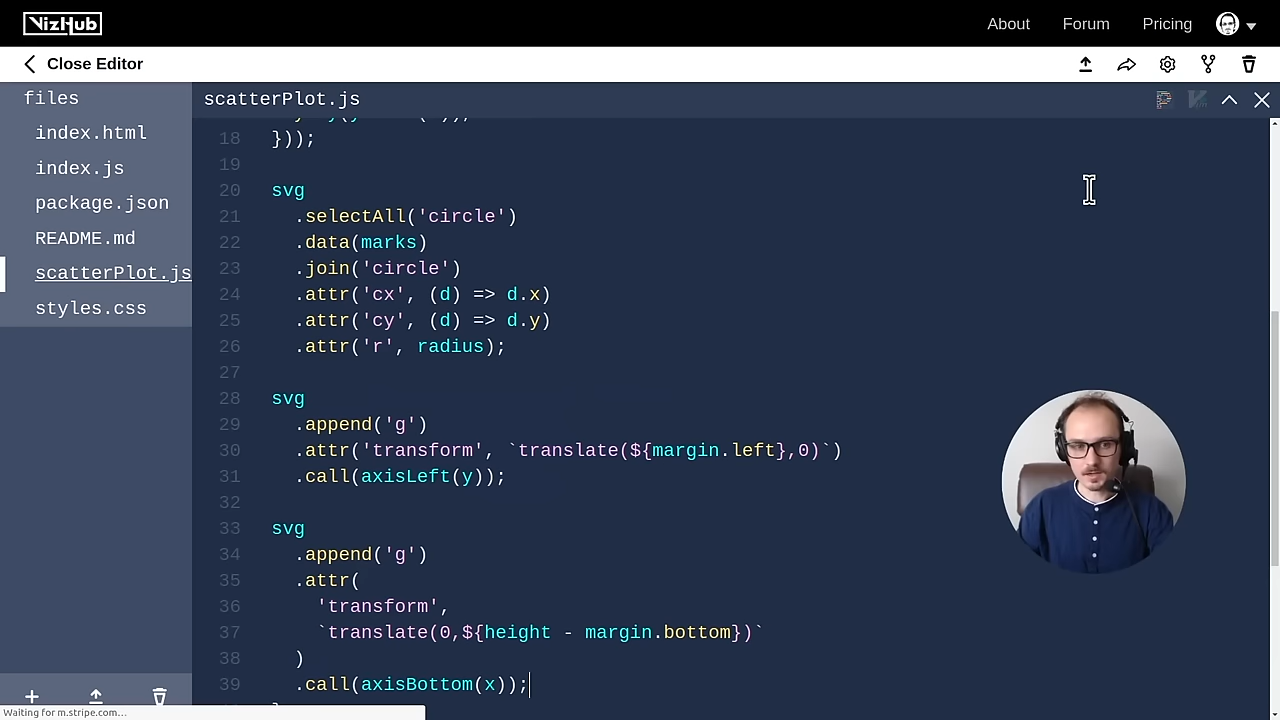 VizHub
About Forum Pricing
Close Editor
files
index.html
index.js
package.json
README.md
scatterPlot.js
styles.css
scatterPlot.js
18 }));
19
20 svg
21 .selectAll('circle')
22 .data(marks)
23 .join('circle')
24 .attr('cx', (d) => d.x)
25 .attr('cy', (d) => d.y)
26 .attr('r', radius);
27
28 svg
29 .append('g')
30 .attr('transform', `translate(${margin.left},0)`)
31 .call(axisLeft(y));
32
33 svg
34 .append('g')
35 .attr(
36 'transform',
37 `translate(0,${height - margin.bottom})`
38 )
39 .call(axisBottom(x));
Waiting for m.stripe.com…